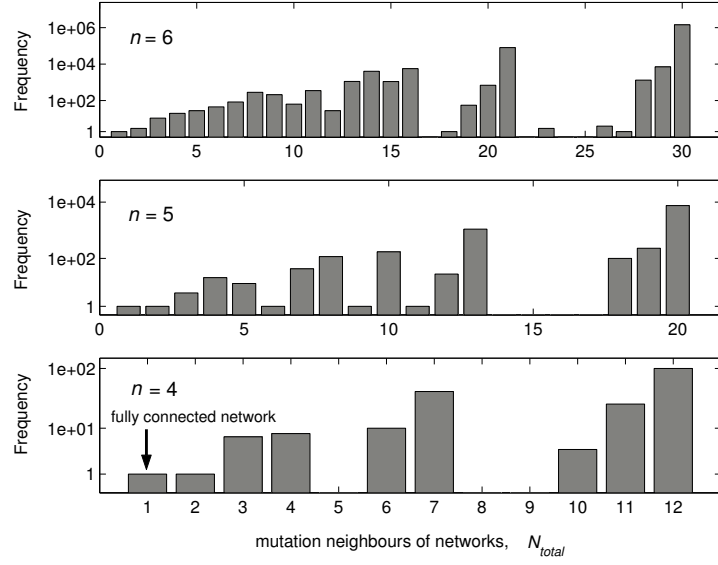 Frequency
1e+06
1e+04
1e+02
1
n = 6
0 5 10 15 20 25 30
Frequency
1e+04
1e+02
1
n = 5
0 5 10 15 20
Frequency
1e+02
1e+01
1
n = 4
fully connected network
1 2 3 4 5 6 7 8 9 10 11 12
mutation neighbours of networks, N_total